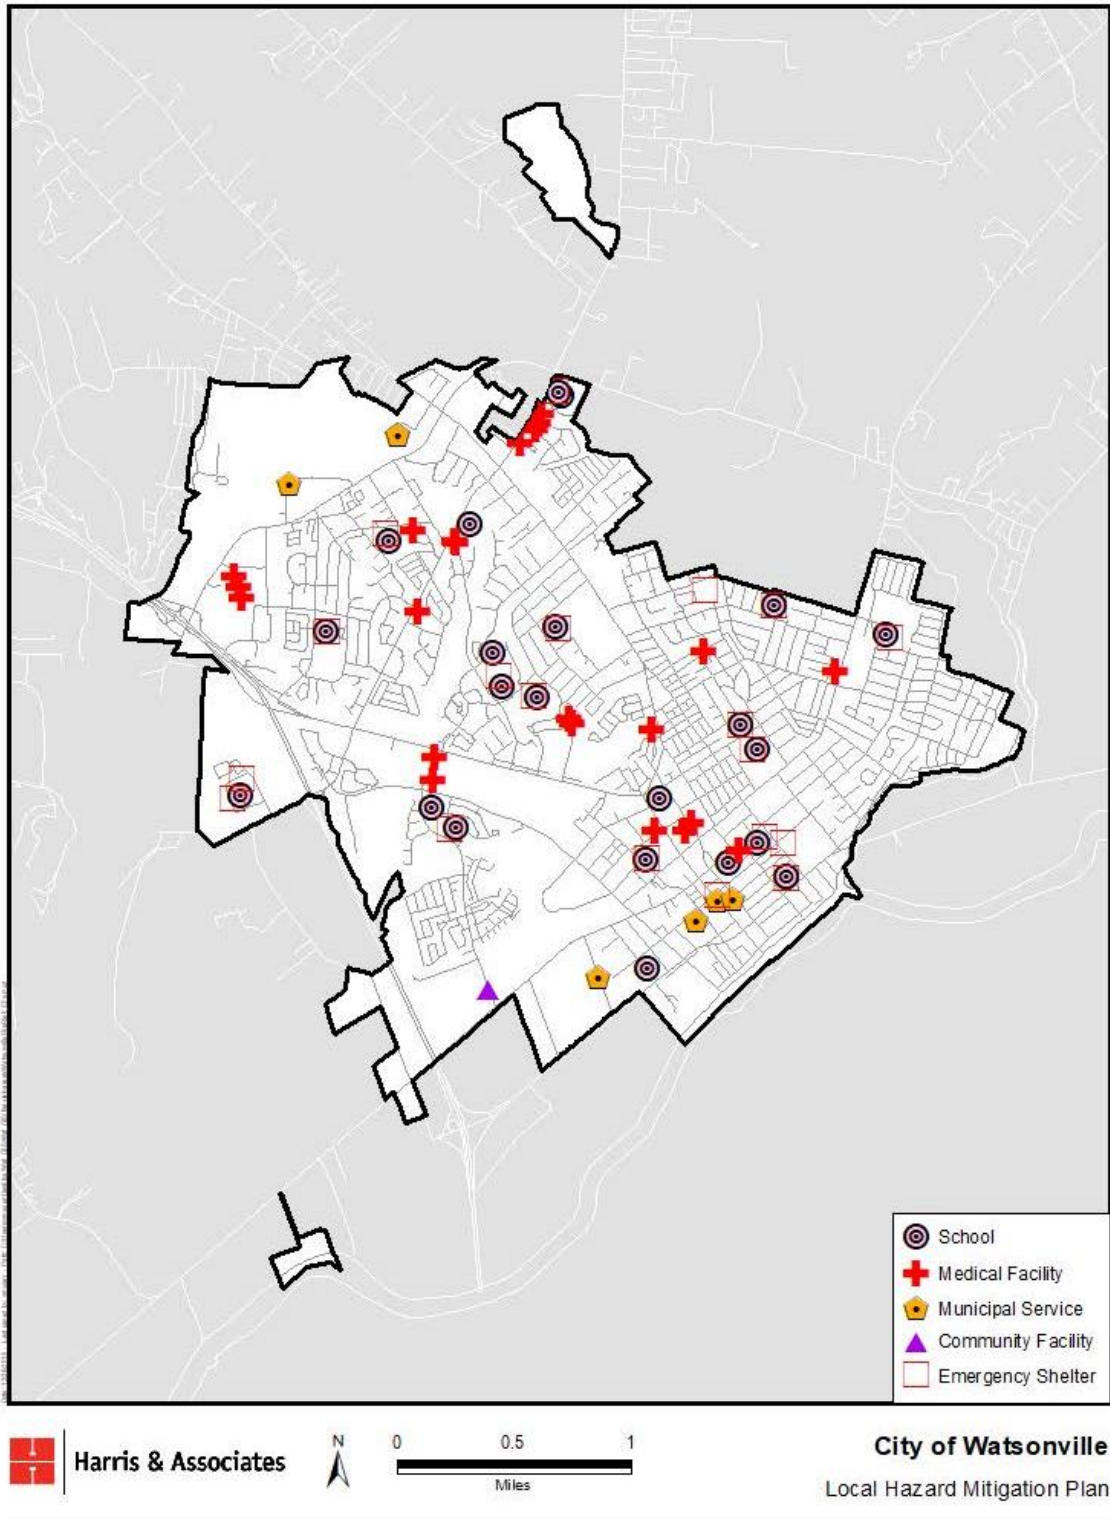 School
Medical Facility
Municipal Service
Community Facility
Emergency Shelter
Harris & Associates
N
0 0.5 1
Miles
City of Watsonville
Local Hazard Mitigation Plan